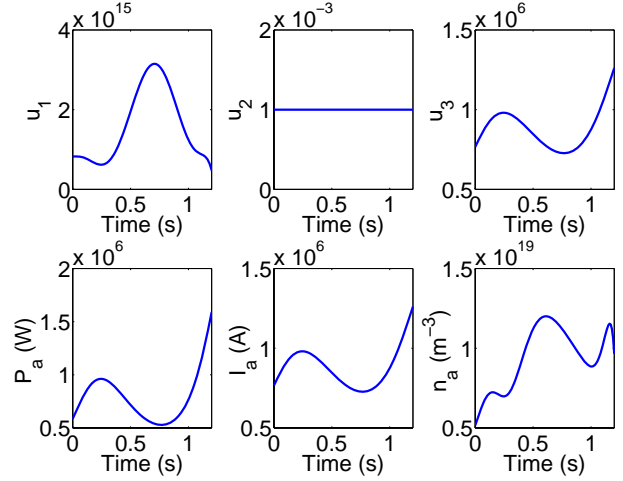 x 10^15
4
2
0
u_1
0 0.5 1
Time (s)
x 10^-3
2
1
0
u_2
0 0.5 1
Time (s)
x 10^6
1.5
1
0.5
u_3
0 0.5 1
Time (s)
x 10^6
2
1.5
1
0.5
P_a (W)
0 0.5 1
Time (s)
x 10^6
1.5
1
0.5
I_a (A)
0 0.5 1
Time (s)
x 10^19
1.5
1
0.5
n_a (m^-3)
0 0.5 1
Time (s)